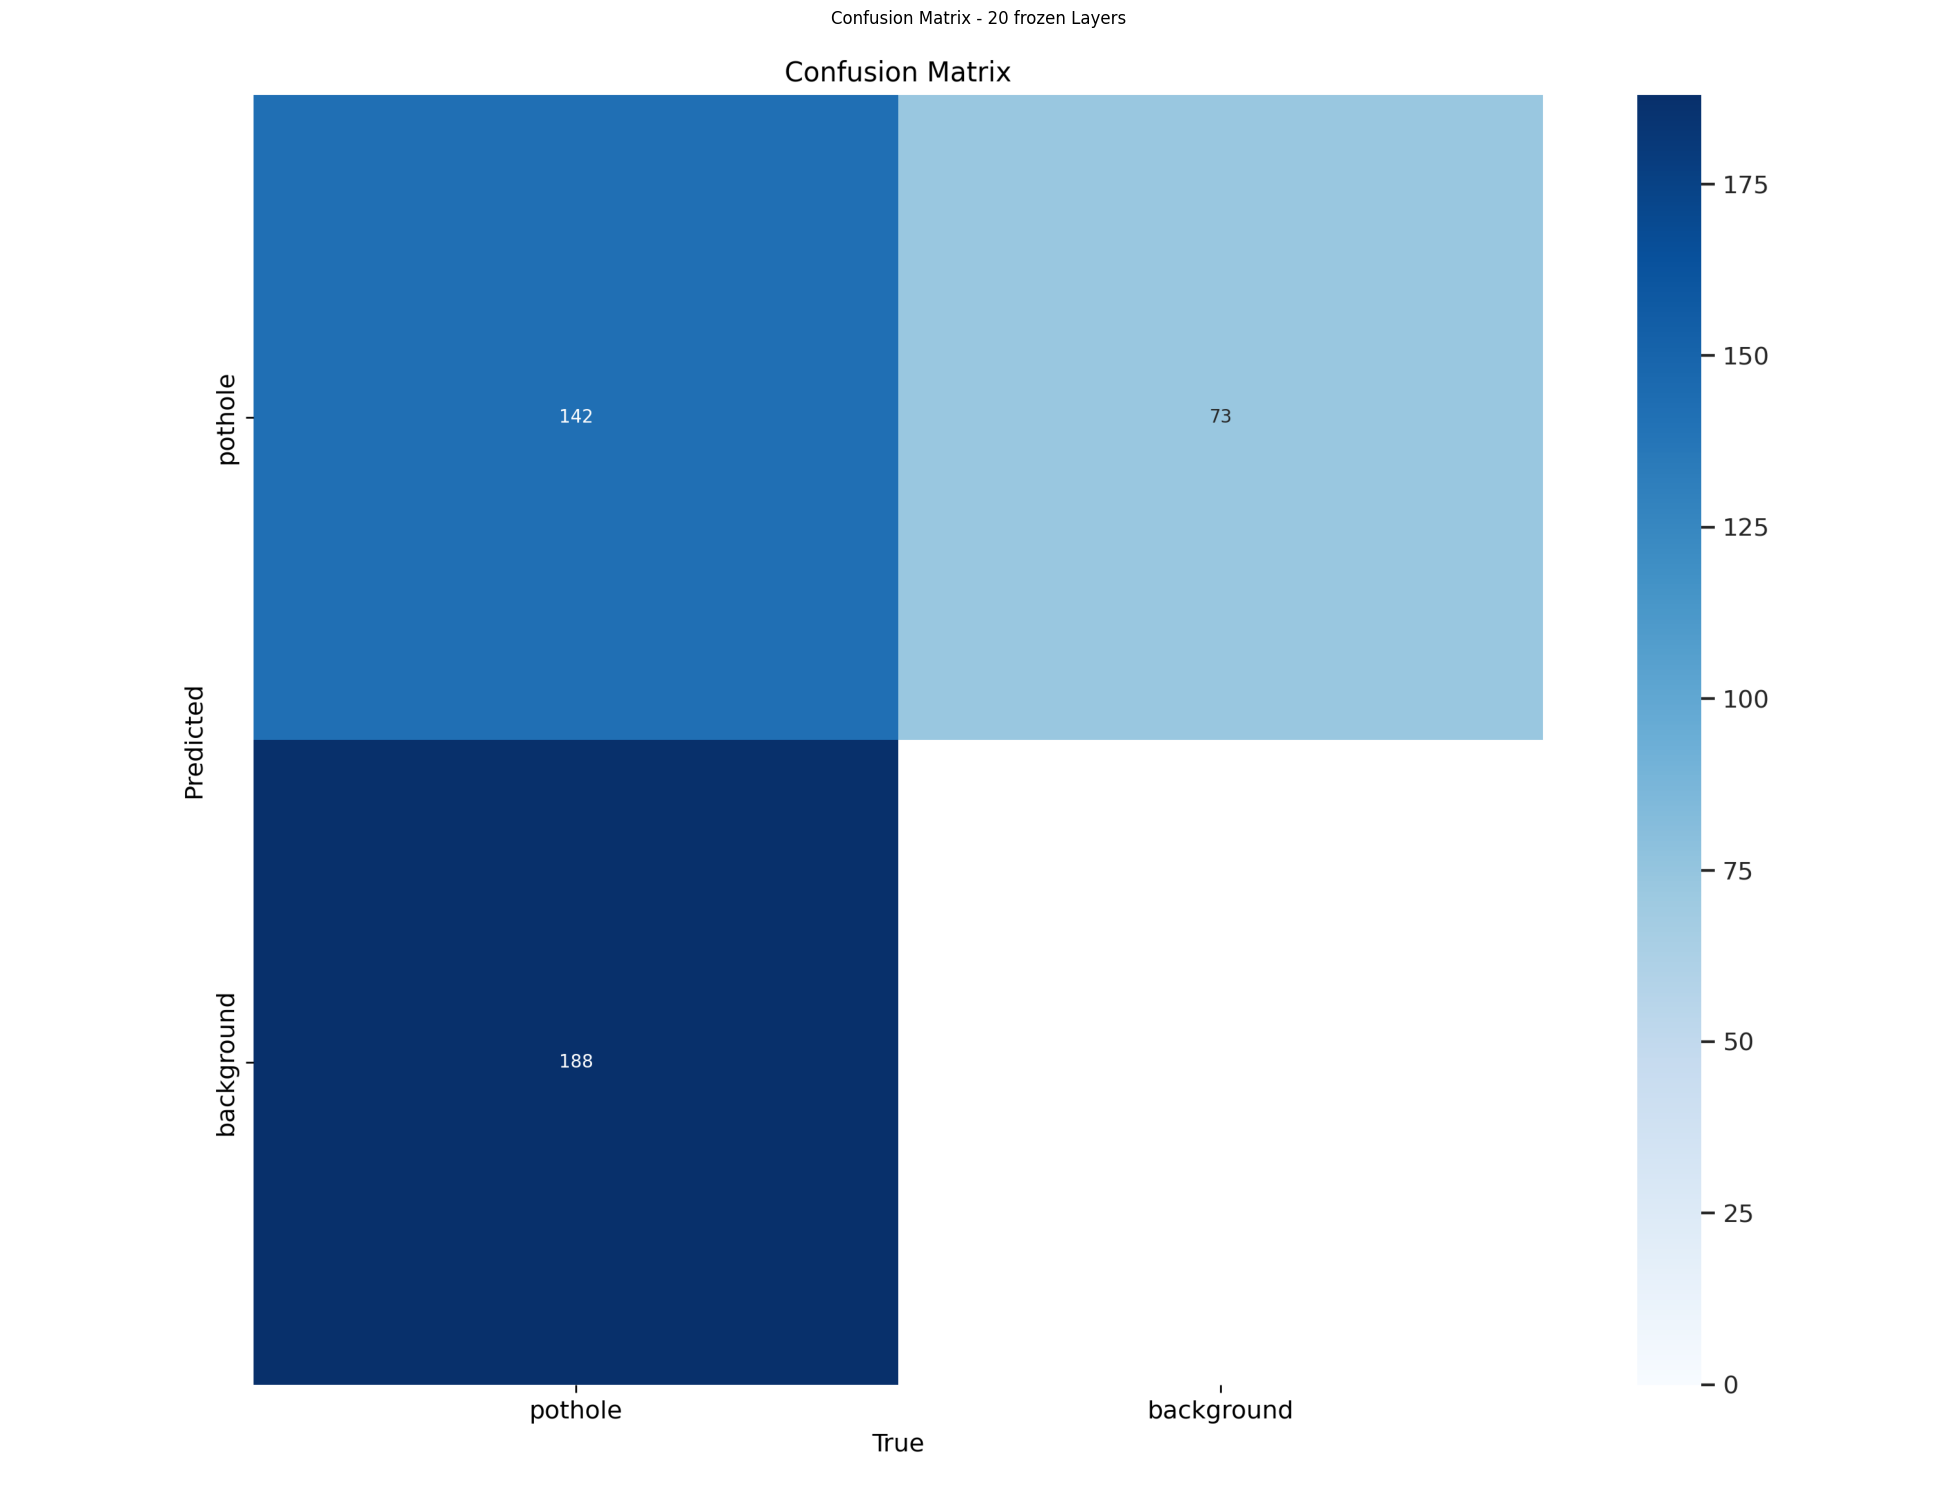 Confusion Matrix - 20 frozen Layers
Confusion Matrix
pothole
142
73
Predicted
background
188
pothole
background
True
175
150
125
100
75
50
25
0